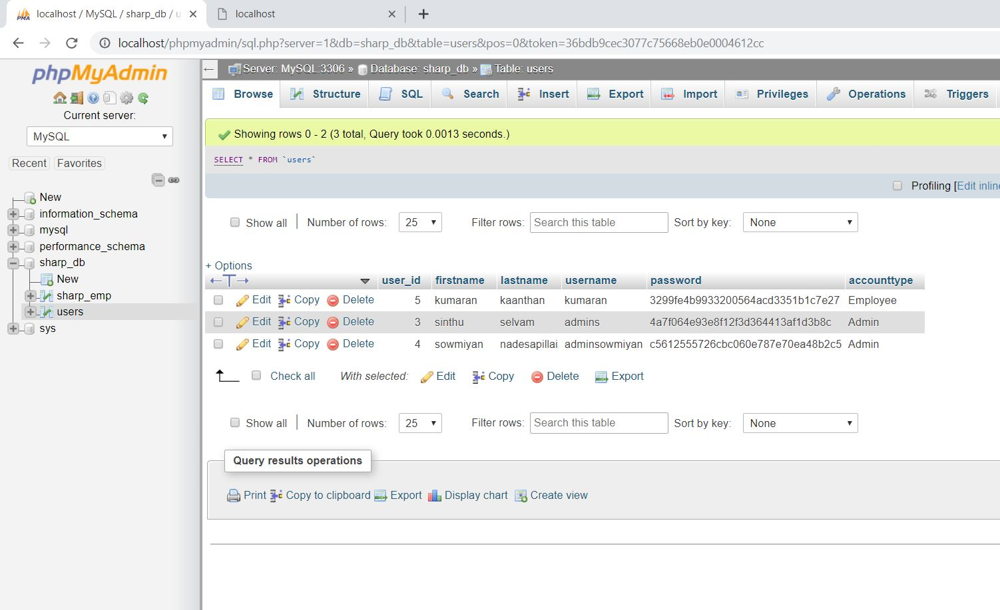 localhost / MySQL / sharp_db / u
localhost
localhost/phpmyadmin/sql.php?server=1&db=sharp_db&table=users&pos=0&token=36bdb9cec3077c75668eb0e0004612cc
phpMyAdmin
Current server:
MySQL
Recent Favorites
New
information_schema
mysql
performance_schema
sharp_db
New
sharp_emp
users
sys
Server: MySQL:3306 » Database: sharp_db » Table: users
Browse Structure SQL Search Insert Export Import Privileges Operations Triggers
Showing rows 0 - 2 (3 total, Query took 0.0013 seconds.)
SELECT * FROM `users`
Profiling [Edit inline
Show all Number of rows: 25 Filter rows: Search this table Sort by key: None
+ Options
user_id firstname lastname username password accounttype
Edit Copy Delete 5 kumaran kaanthan kumaran 3299fe4b9933200564acd3351b1c7e27 Employee
Edit Copy Delete 3 sinthu selvam admins 4a7f064e93e8f12f3d364413af1d3b8c Admin
Edit Copy Delete 4 sowmiyan nadesapillai adminsowmiyan c5612555726cbc060e787e70ea48b2c5 Admin
Check all With selected: Edit Copy Delete Export
Show all Number of rows: 25 Filter rows: Search this table Sort by key: None
Query results operations
Print Copy to clipboard Export Display chart Create view